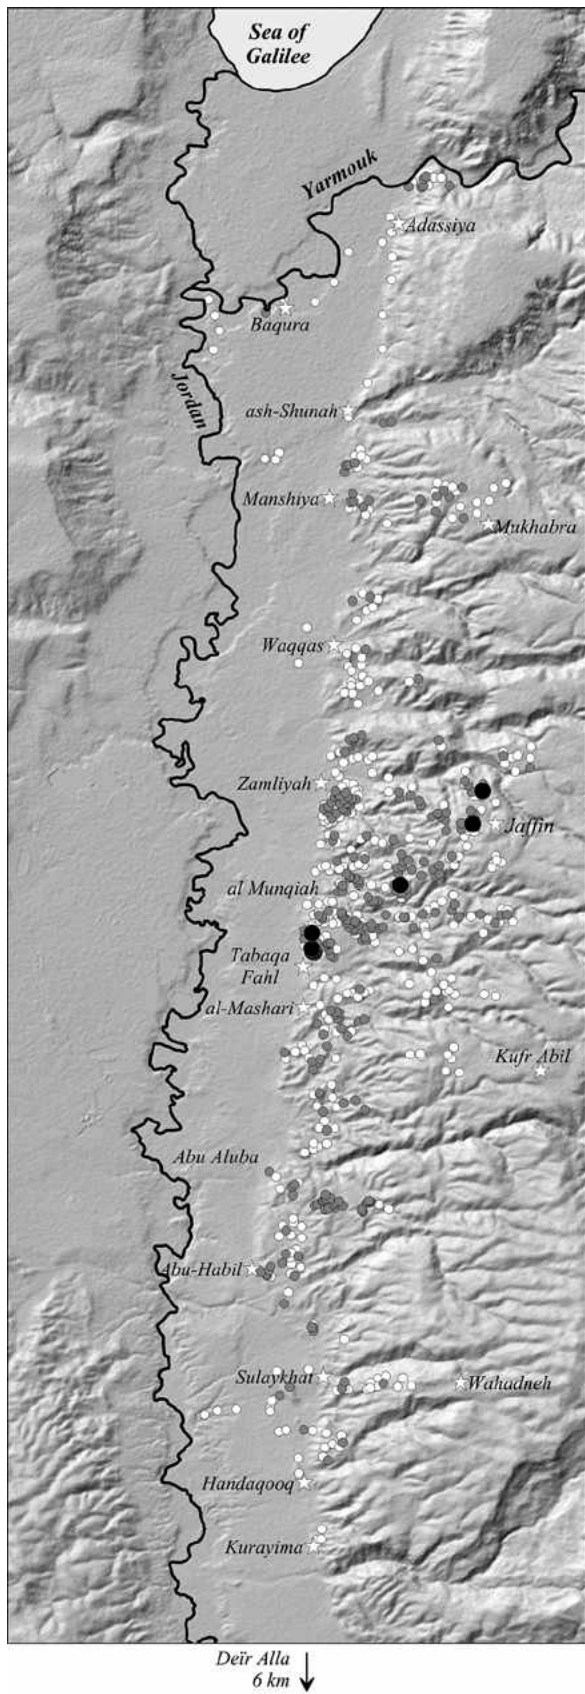 Sea of
Galilee
Yarmouk
Adassiya
Baqura
Jordan
ash-Shunah
Manshiya
Mukhabra
Waqqas
Zamliyah
Jaffin
al Munqiah
Tabaqa
Fahl
al-Mashari
Kufr Abil
Abu Aluba
Abu-Habil
Sulaykhat
Wahadneh
Handaqooq
Kurayima
Deïr Alla
6 km